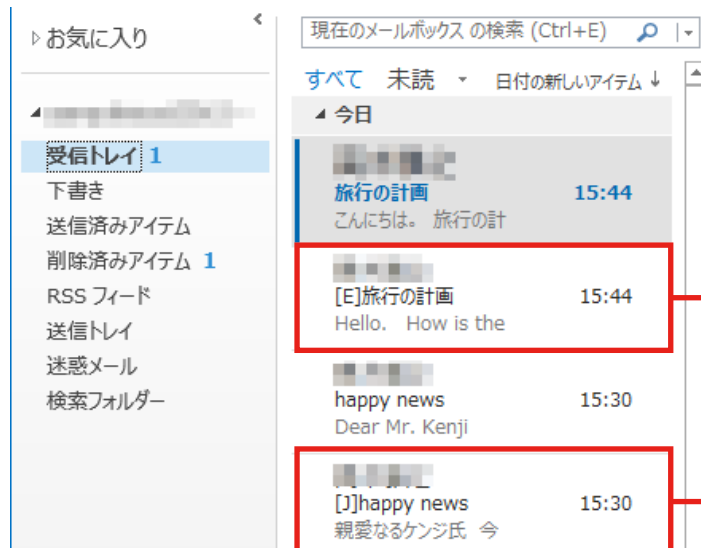 お気に入り
受信トレイ 1
下書き
送信済みアイテム
削除済みアイテム 1
RSS フィード
送信トレイ
迷惑メール
検索フォルダー
現在のメールボックス の検索 (Ctrl+E)
すべて 未読 日付の新しいアイテム ↓
今日
旅行の計画 15:44
こんにちは。 旅行の計
[E]旅行の計画 15:44
Hello. How is the
happy news 15:30
Dear Mr. Kenji
[J]happy news 15:30
親愛なるケンジ氏 今